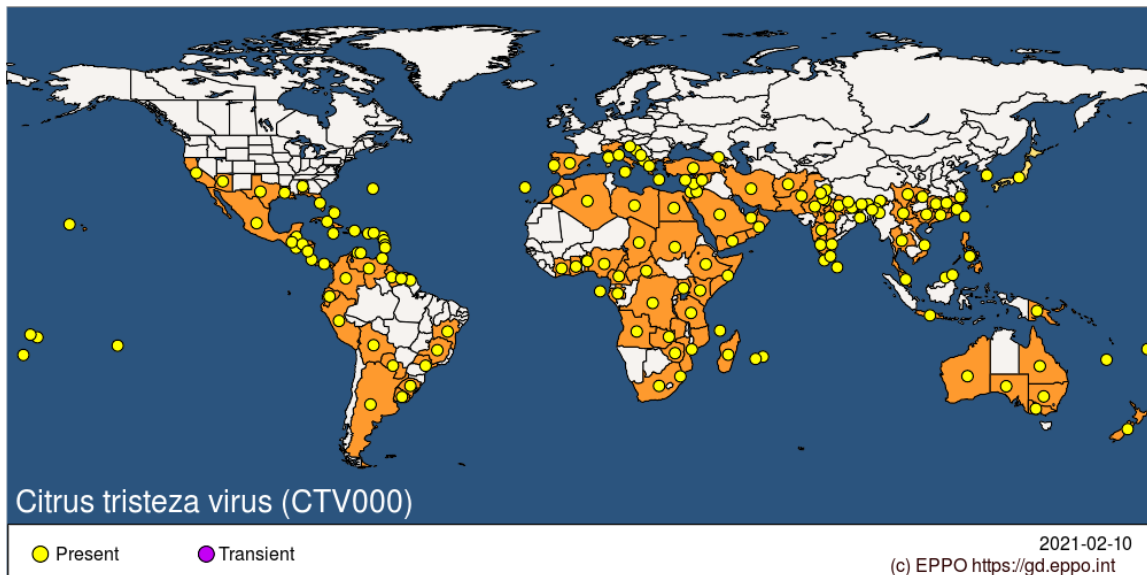 Citrus tristeza virus (CTV000)
Present
Transient
2021-02-10
(c) EPPO https://gd.eppo.int